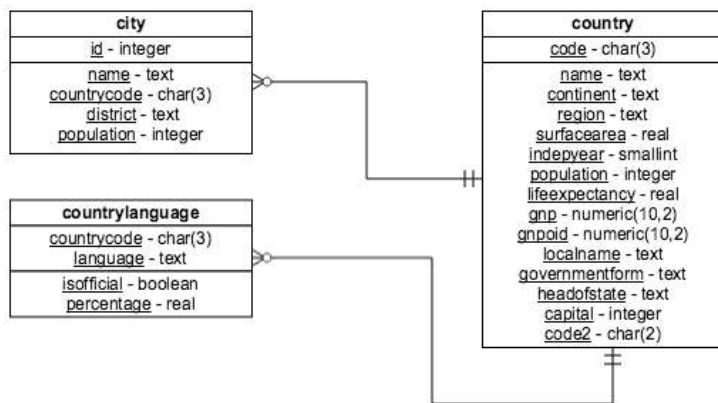 city
id - integer
name - text
countrycode - char(3)
district - text
population - integer
countrylanguage
countrycode - char(3)
language - text
isofficial - boolean
percentage - real
country
code - char(3)
name - text
continent - text
region - text
surfacearea - real
indepyear - smallint
population - integer
lifeexpectancy - real
gnp - numeric(10,2)
gnpoid - numeric(10,2)
localname - text
governmentform - text
headofstate - text
capital - integer
code2 - char(2)